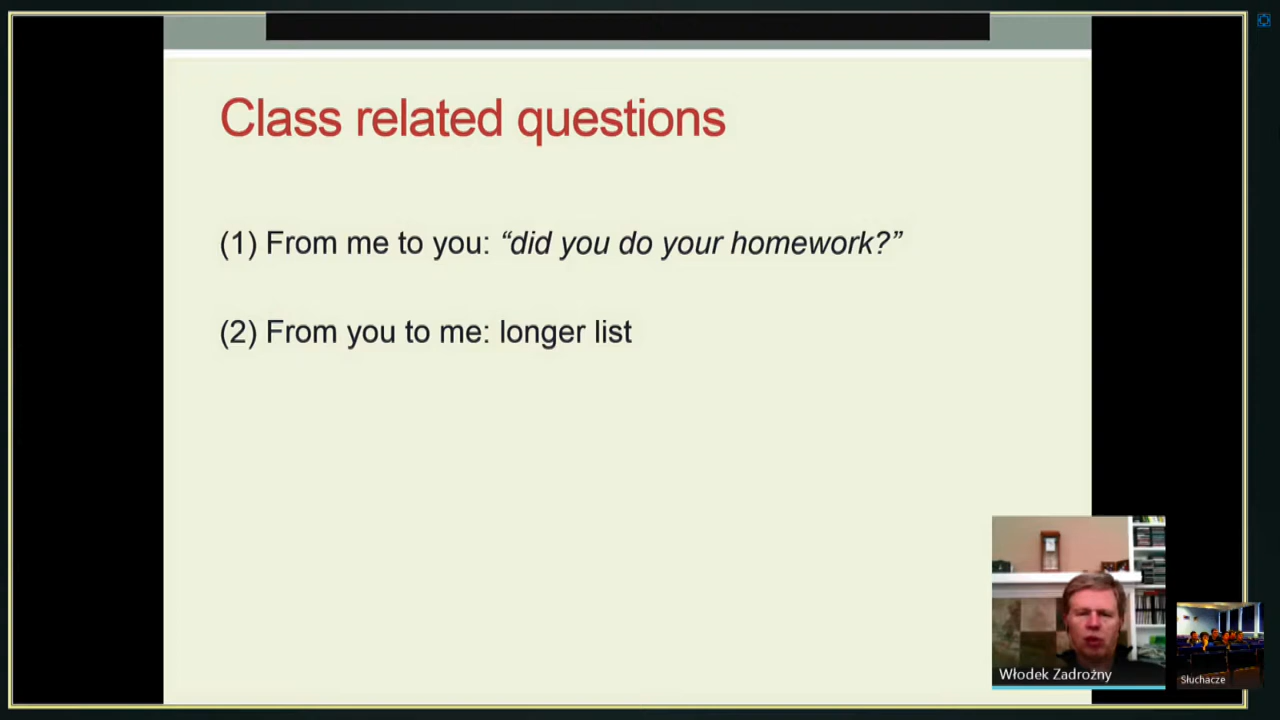 Class related questions
(1) From me to you: “did you do your homework?”
(2) From you to me: longer list
Włodek Zadrożny
Słuchacze